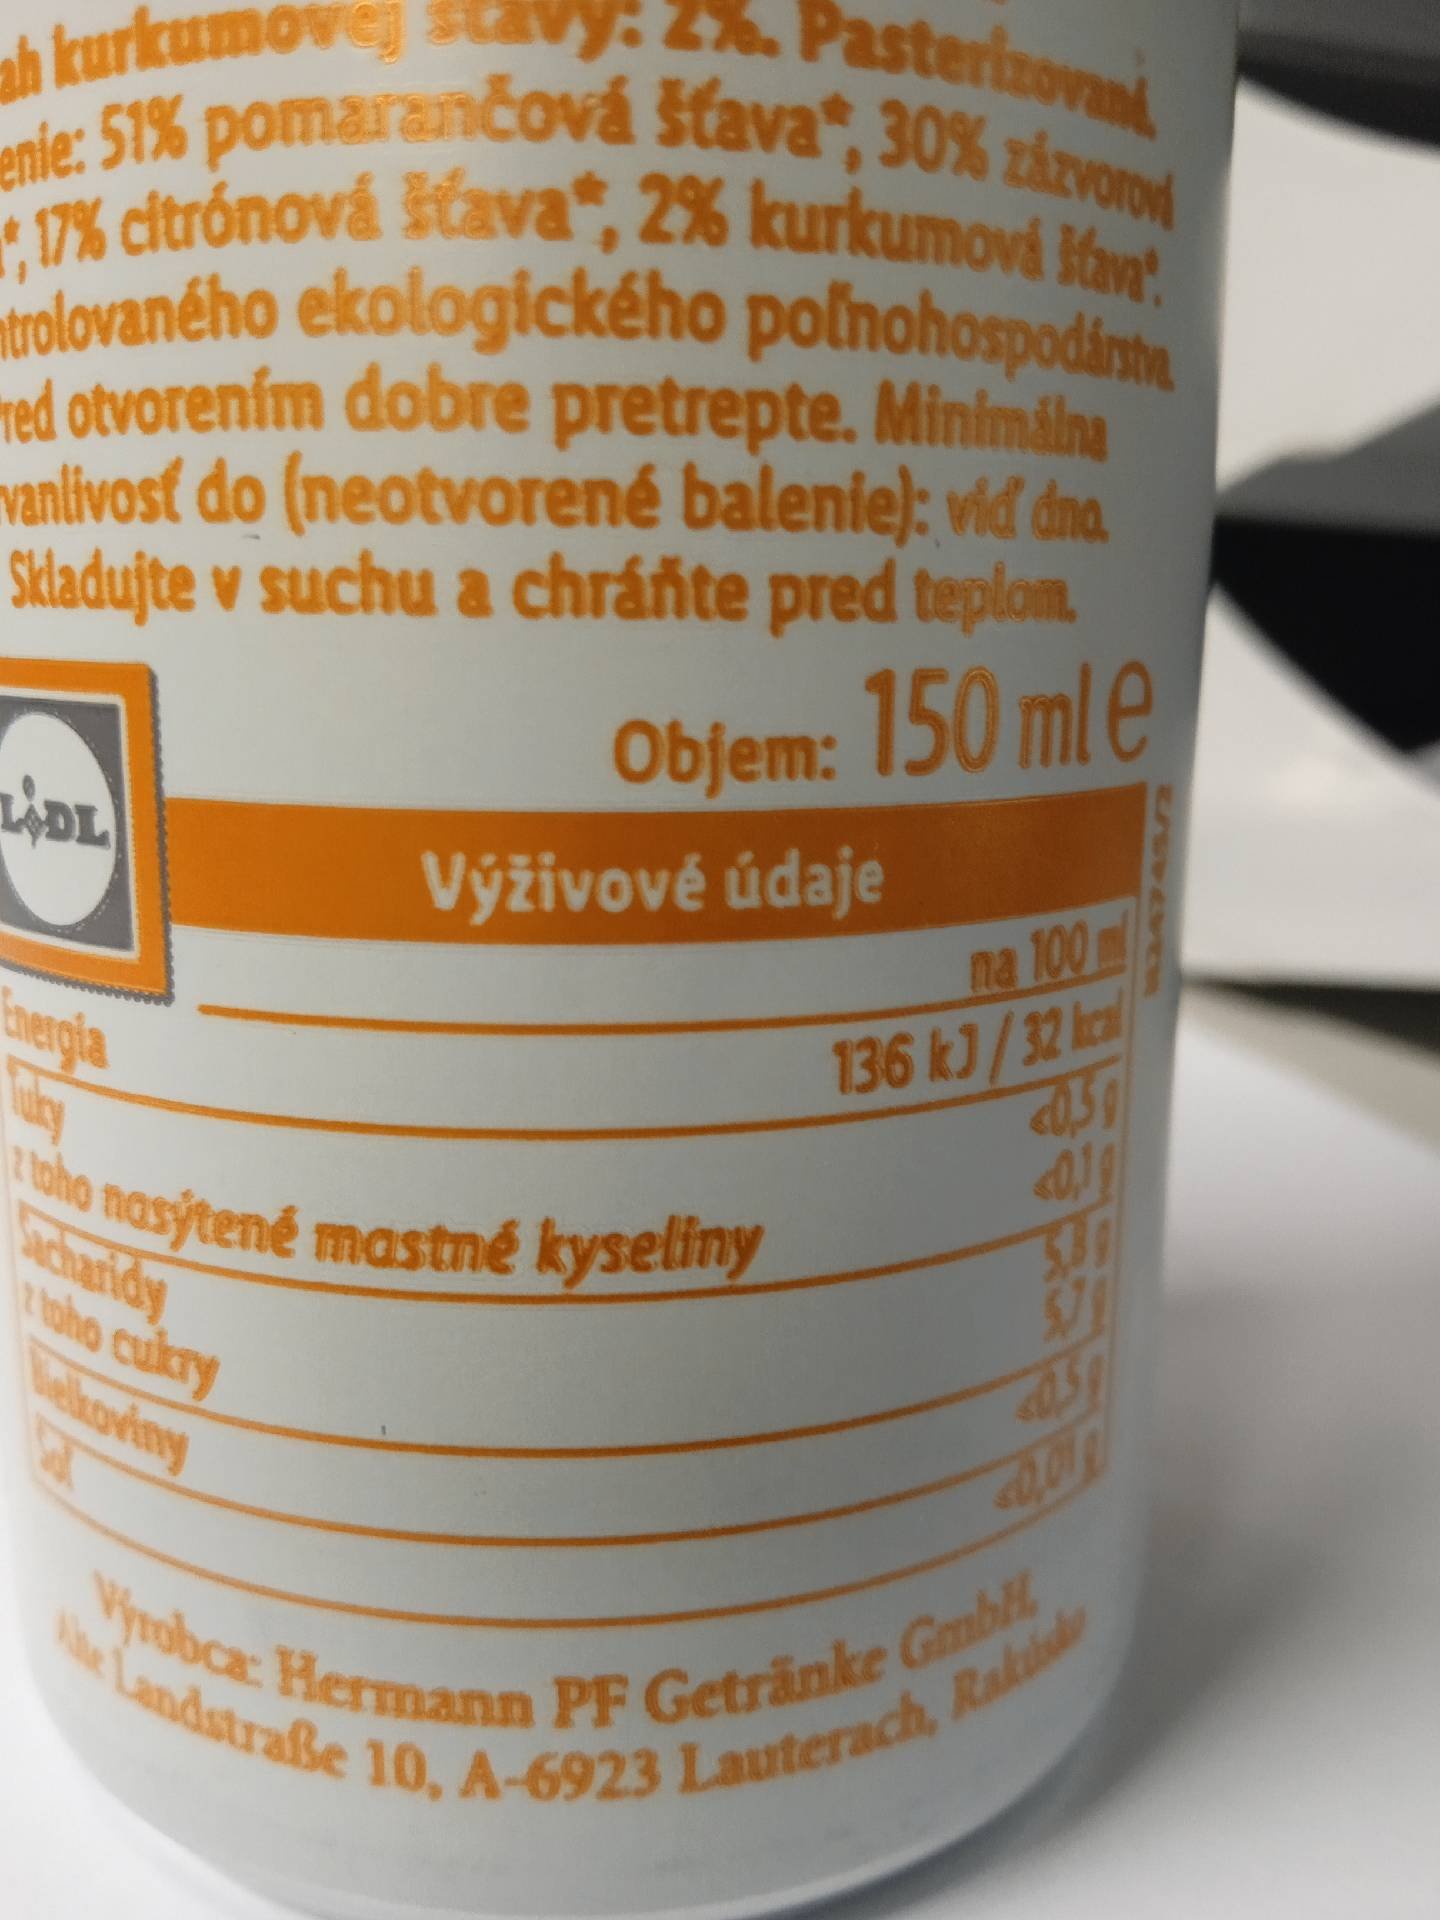 ah kurkumovej šťavy: 2%. Pasterizované.
enie: 51% pomarančová šťava*, 30% zázvorová
*, 17% citrónová šťava*, 2% kurkumová šťava*.
ntrolovaného ekologického poľnohospodárstva.
red otvorením dobre pretrepte. Minimálna
rvanlivosť do (neotvorené balenie): viď dno.
Skladujte v suchu a chráňte pred teplom.
Objem: 150 ml e
LIDL
Výživové údaje
na 100 ml
Energia 136 kJ / 32 kcal
Tuky <0,5 g
z toho nasýtené mastné kyseliny <0,1 g
Sacharidy 5,8 g
z toho cukry 5,7 g
Bielkoviny <0,5 g
Soľ <0,01 g
Výrobca: Hermann PF Getränke GmbH,
Alte Landstraße 10, A-6923 Lauterach, Rakúsko